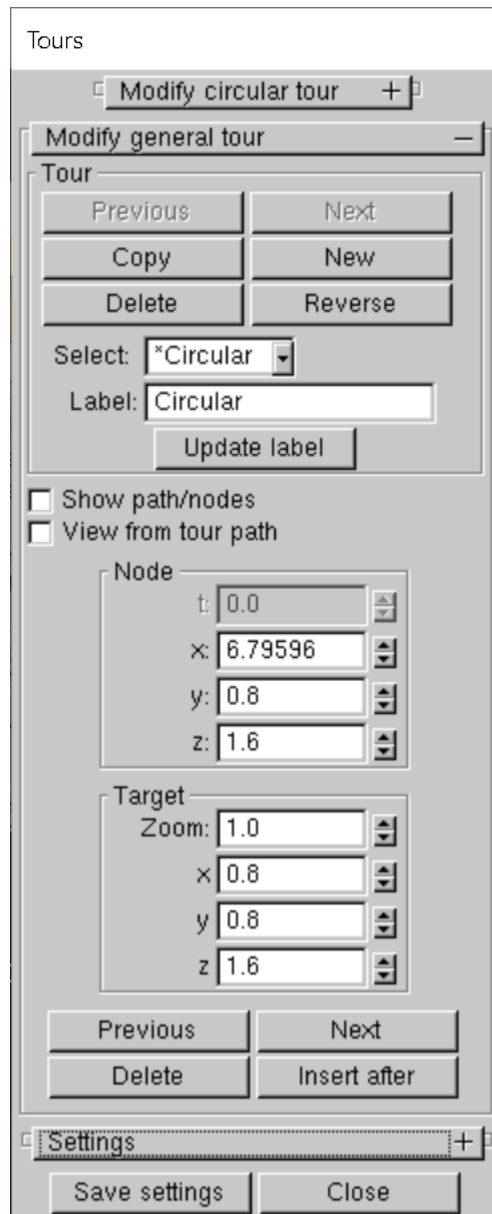 Tours
Modify circular tour +
Modify general tour −
Tour
Previous Next
Copy New
Delete Reverse
Select: *Circular
Label: Circular
Update label
Show path/nodes
View from tour path
Node
t: 0.0
x: 6.79596
y: 0.8
z: 1.6
Target
Zoom: 1.0
x 0.8
y 0.8
z 1.6
Previous Next
Delete Insert after
Settings +
Save settings Close